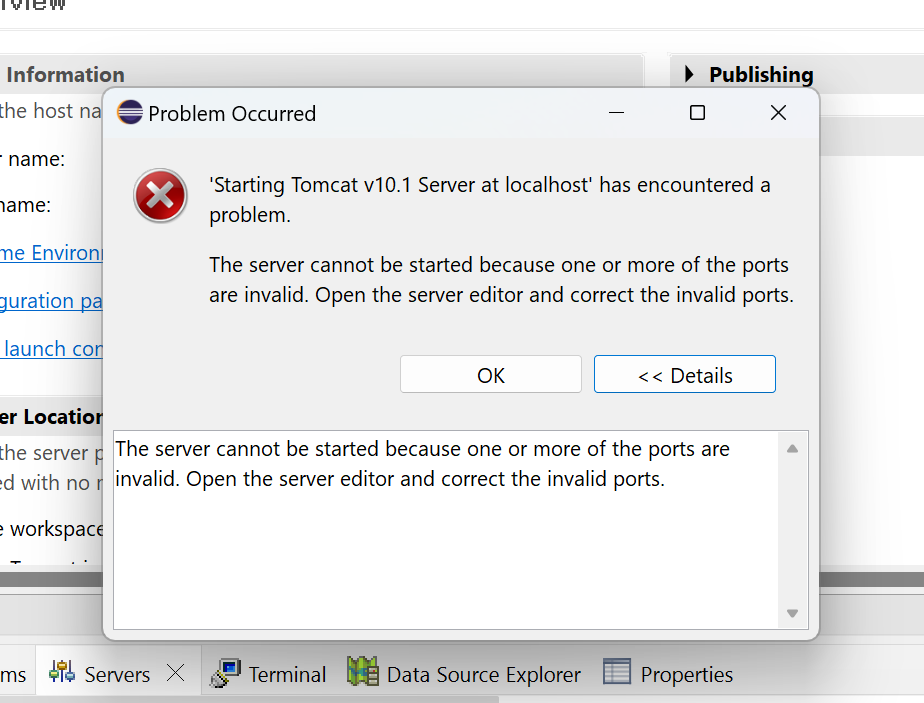 Information
Publishing
the host na
Problem Occurred
name:
name:
'Starting Tomcat v10.1 Server at localhost' has encountered a
problem.
me Environ
The server cannot be started because one or more of the ports
are invalid. Open the server editor and correct the invalid ports.
guration pa
launch con
OK
<< Details
er Location
the server p
ed with no
The server cannot be started because one or more of the ports are
invalid. Open the server editor and correct the invalid ports.
e workspace
ms
Servers
Terminal
Data Source Explorer
Properties